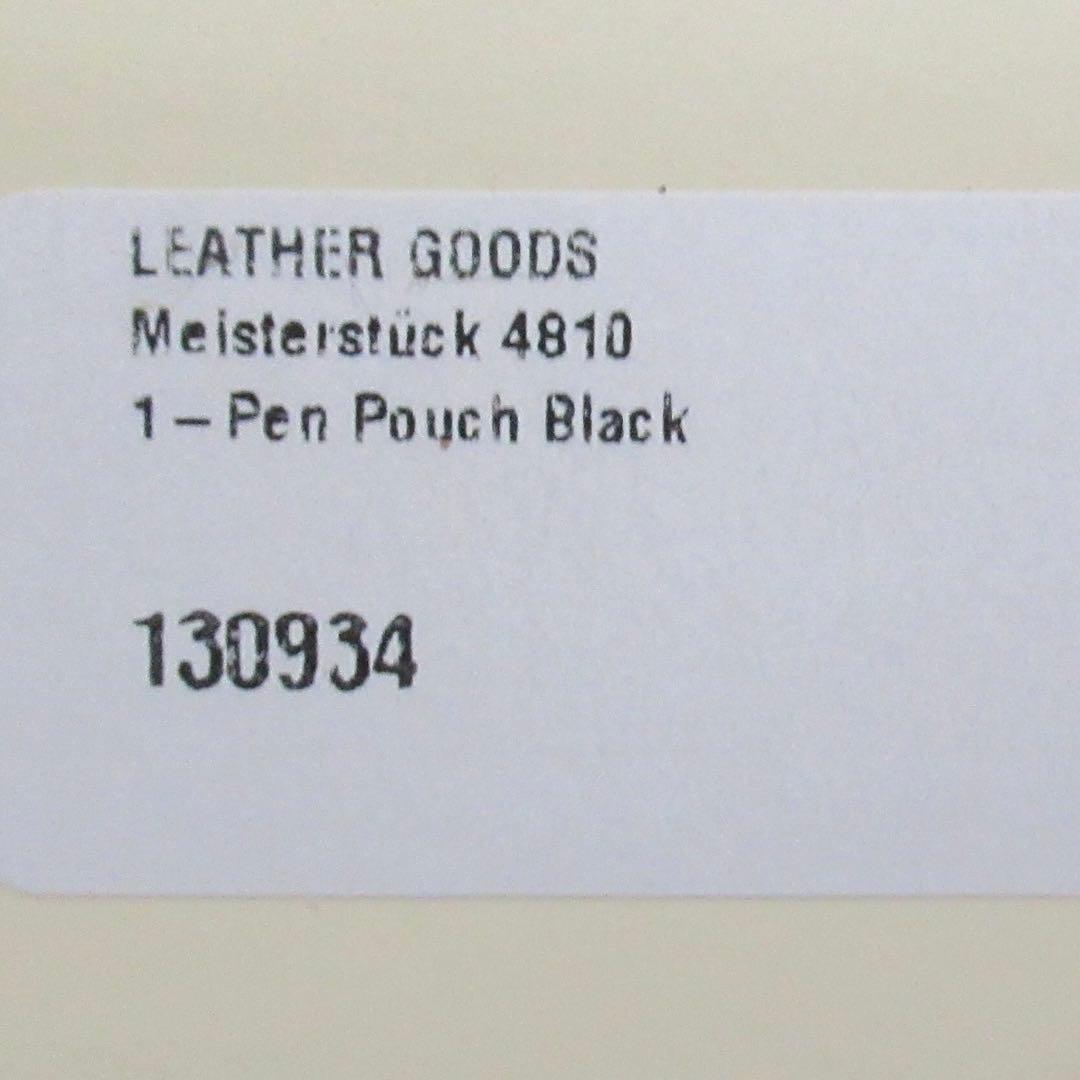 LEATHER GOODS
Meisterstück 4810
1-Pen Pouch Black
130934